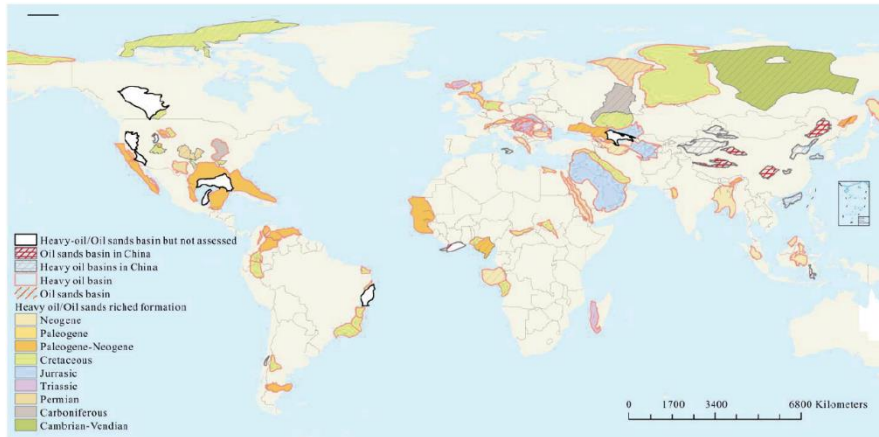 Heavy-oil/Oil sands basin but not assessed
Oil sands basin in China
Heavy oil basins in China
Heavy oil basin
Oil sands basin
Heavy oil/Oil sands riched formation
Neogene
Paleogene
Paleogene-Neogene
Cretaceous
Jurrasic
Triassic
Permian
Carboniferous
Cambrian-Vendian
0 1700 3400 6800 Kilometers